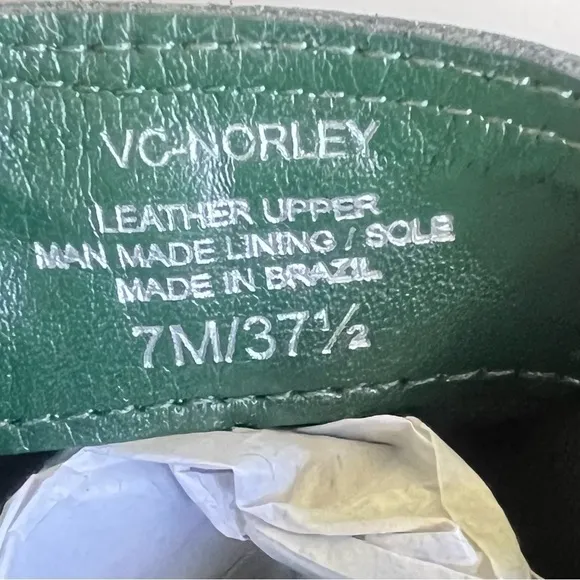 VC-NORLEY
LEATHER UPPER
MAN MADE LINING / SOLE
MADE IN BRAZIL
7M/37½